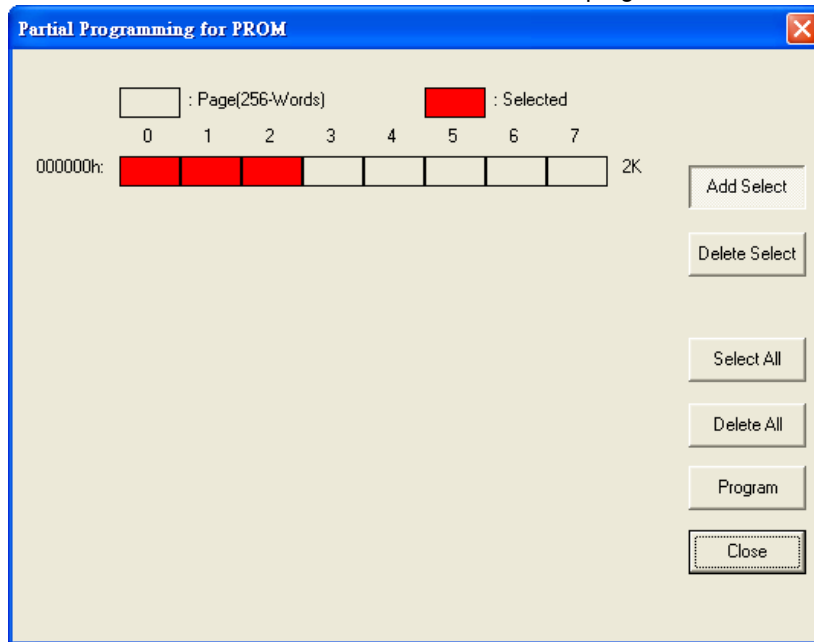 Partial Programming for PROM
: Page(256-Words) : Selected
0 1 2 3 4 5 6 7
000000h: 2K
Add Select
Delete Select
Select All
Delete All
Program
Close